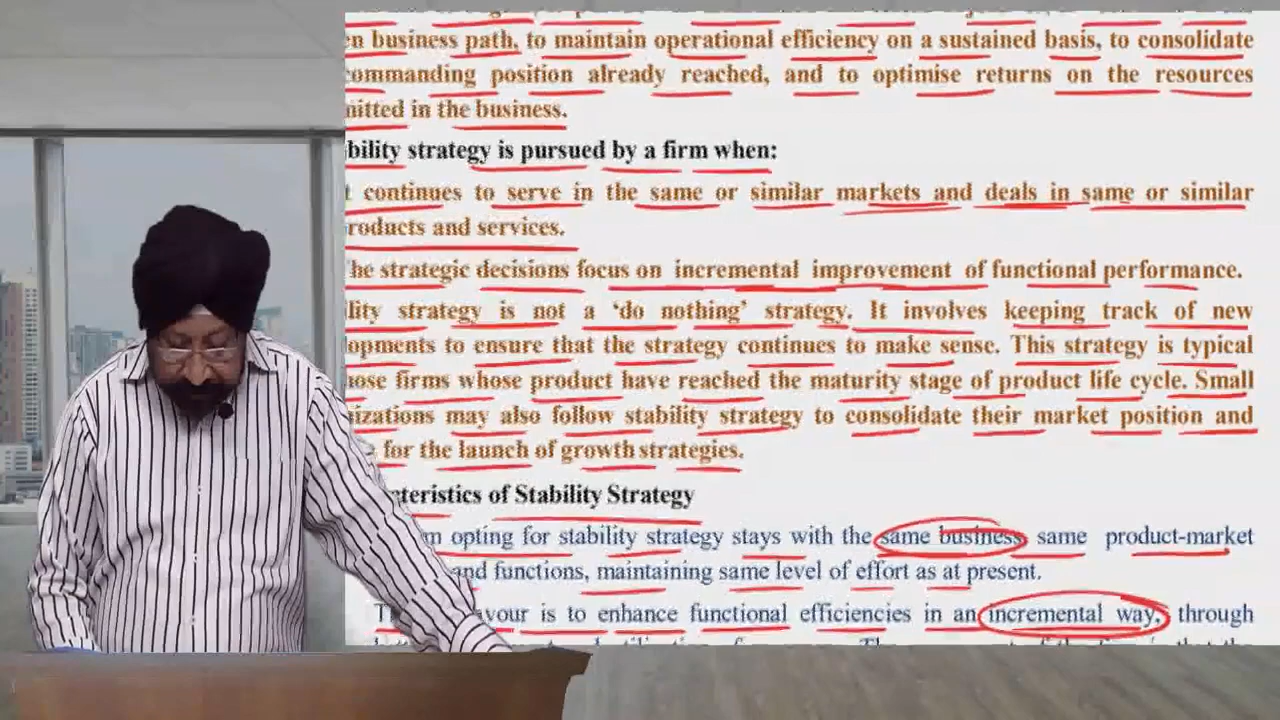 n business path, to maintain operational efficiency on a sustained basis, to consolidate
ommanding position already reached, and to optimise returns on the resources
nitted in the business.
bility strategy is pursued by a firm when:
t continues to serve in the same or similar markets and deals in same or similar
roducts and services.
he strategic decisions focus on incremental improvement of functional performance.
lity strategy is not a ‘do nothing’ strategy. It involves keeping track of new
lopments to ensure that the strategy continues to make sense. This strategy is typical
hose firms whose product have reached the maturity stage of product life cycle. Small
nizations may also follow stability strategy to consolidate their market position and
for the launch of growth strategies.
cteristics of Stability Strategy
m opting for stability strategy stays with the same business, same product-market
and functions, maintaining same level of effort as at present.
vour is to enhance functional efficiencies in an incremental way, through